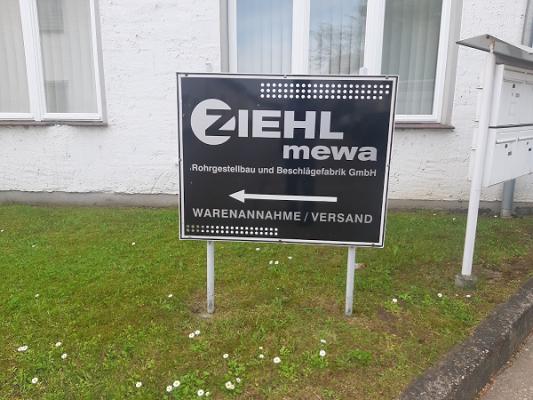 ZIEHL
mewa
Rohrgestellbau und Beschlägefabrik GmbH
WARENANNAHME / VERSAND